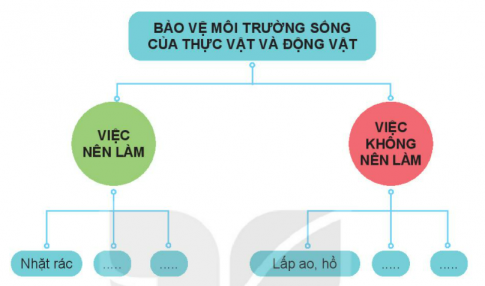 BẢO VỆ MÔI TRƯỜNG SỐNG
CỦA THỰC VẬT VÀ ĐỘNG VẬT
VIỆC
NÊN LÀM
VIỆC
KHÔNG
NÊN LÀM
Nhặt rác
.....
.....
Lấp ao, hồ
.....
.....